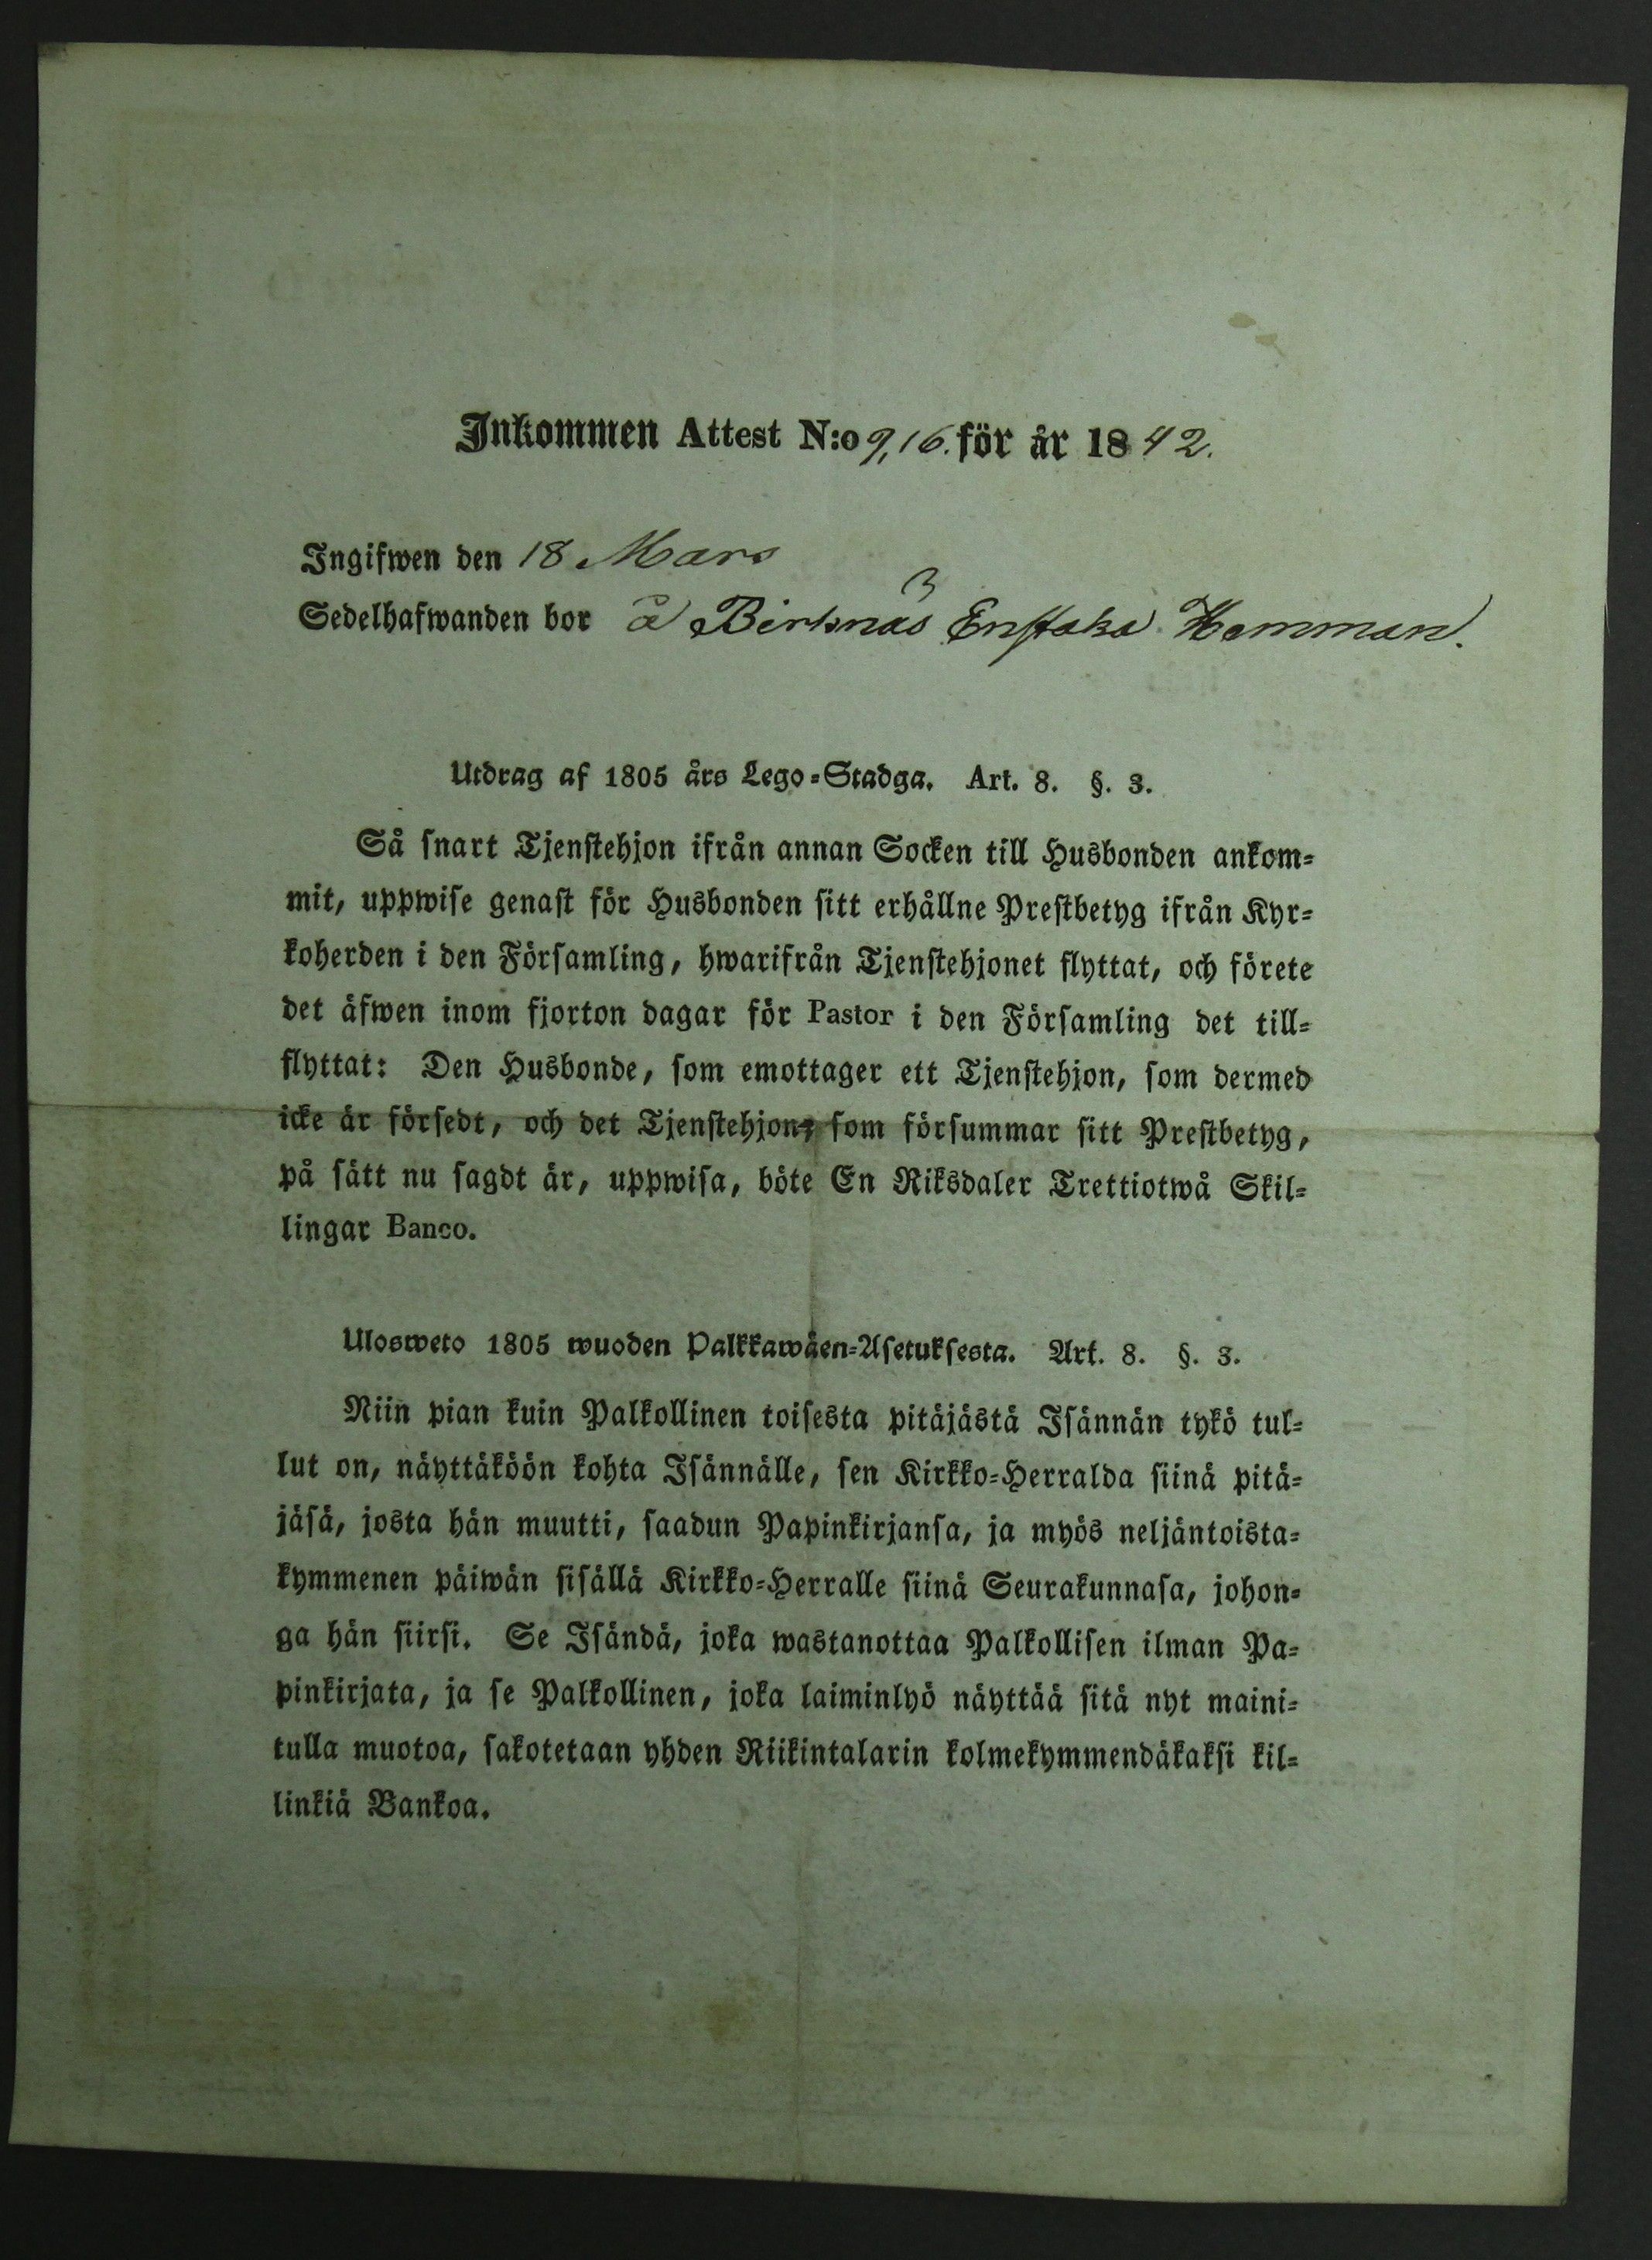 Inkommen Attest N:o 9,16. för år 1842.
Ingifwen den 18 Mars
Sedelhafwanden bor å Birknäs Enstaka Hemman.
Utdrag af 1805 års Lego=Stadga. Art. 8. §. 3.
Så snart Tjenstehjon ifrån annan Socken till Husbonden ankom=
mit, uppwise genast för Husbonden sitt erhållne Prestbetyg ifrån Kyr=
koherden i den Församling, hwarifrån Tjenstehjonet flyttat, och förete
det äfwen inom fjorton dagar för Pastor i den Församling det till=
flyttat: Den Husbonde, som emottager ett Tjenstehjon, som dermed
icke är försedt, och det Tjenstehjon, som försummar sitt Prestbetyg,
på sätt nu sagdt är, uppwisa, böte En Riksdaler Trettiotwå Skil=
lingar Banco.
Ulosweto 1805 wuoden Palkkawäen=Asetuksesta. Art. 8. §. 3.
Niin pian kuin Palkollinen toisesta pitäjästä Isännän tykö tul=
lut on, näyttäköön kohta Isännälle, sen Kirkko=Herralda siinä pitä=
jäsä, josta hän muutti, saadun Papinkirjansa, ja myös neljäntoista=
kymmenen päiwän sisällä Kirkko=Herralle siinä Seurakunnasa, johon=
ga hän siirsi. Se Isändä, joka wastanottaa Palkollisen ilman Pa=
pinkirjata, ja se Palkollinen, joka laiminlyö näyttää sitä nyt maini=
tulla muotoa, sakotetaan yhden Riikintalarin kolmekymmendäkaksi kil=
linkiä Bankoa.